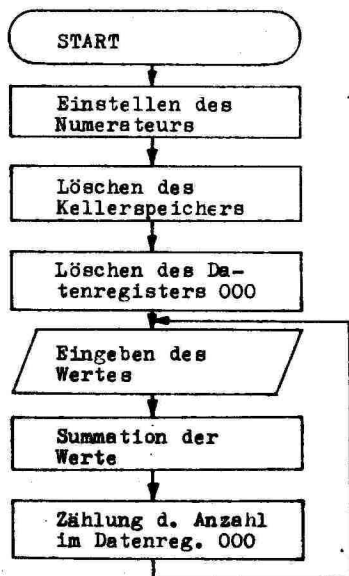 START
Einstellen des
Numerateurs
Löschen des
Kellerspeichers
Löschen des Da-
tenregisters 000
Eingeben des
Wertes
Summation der
Werte
Zählung d. Anzahl
im Datenreg. 000